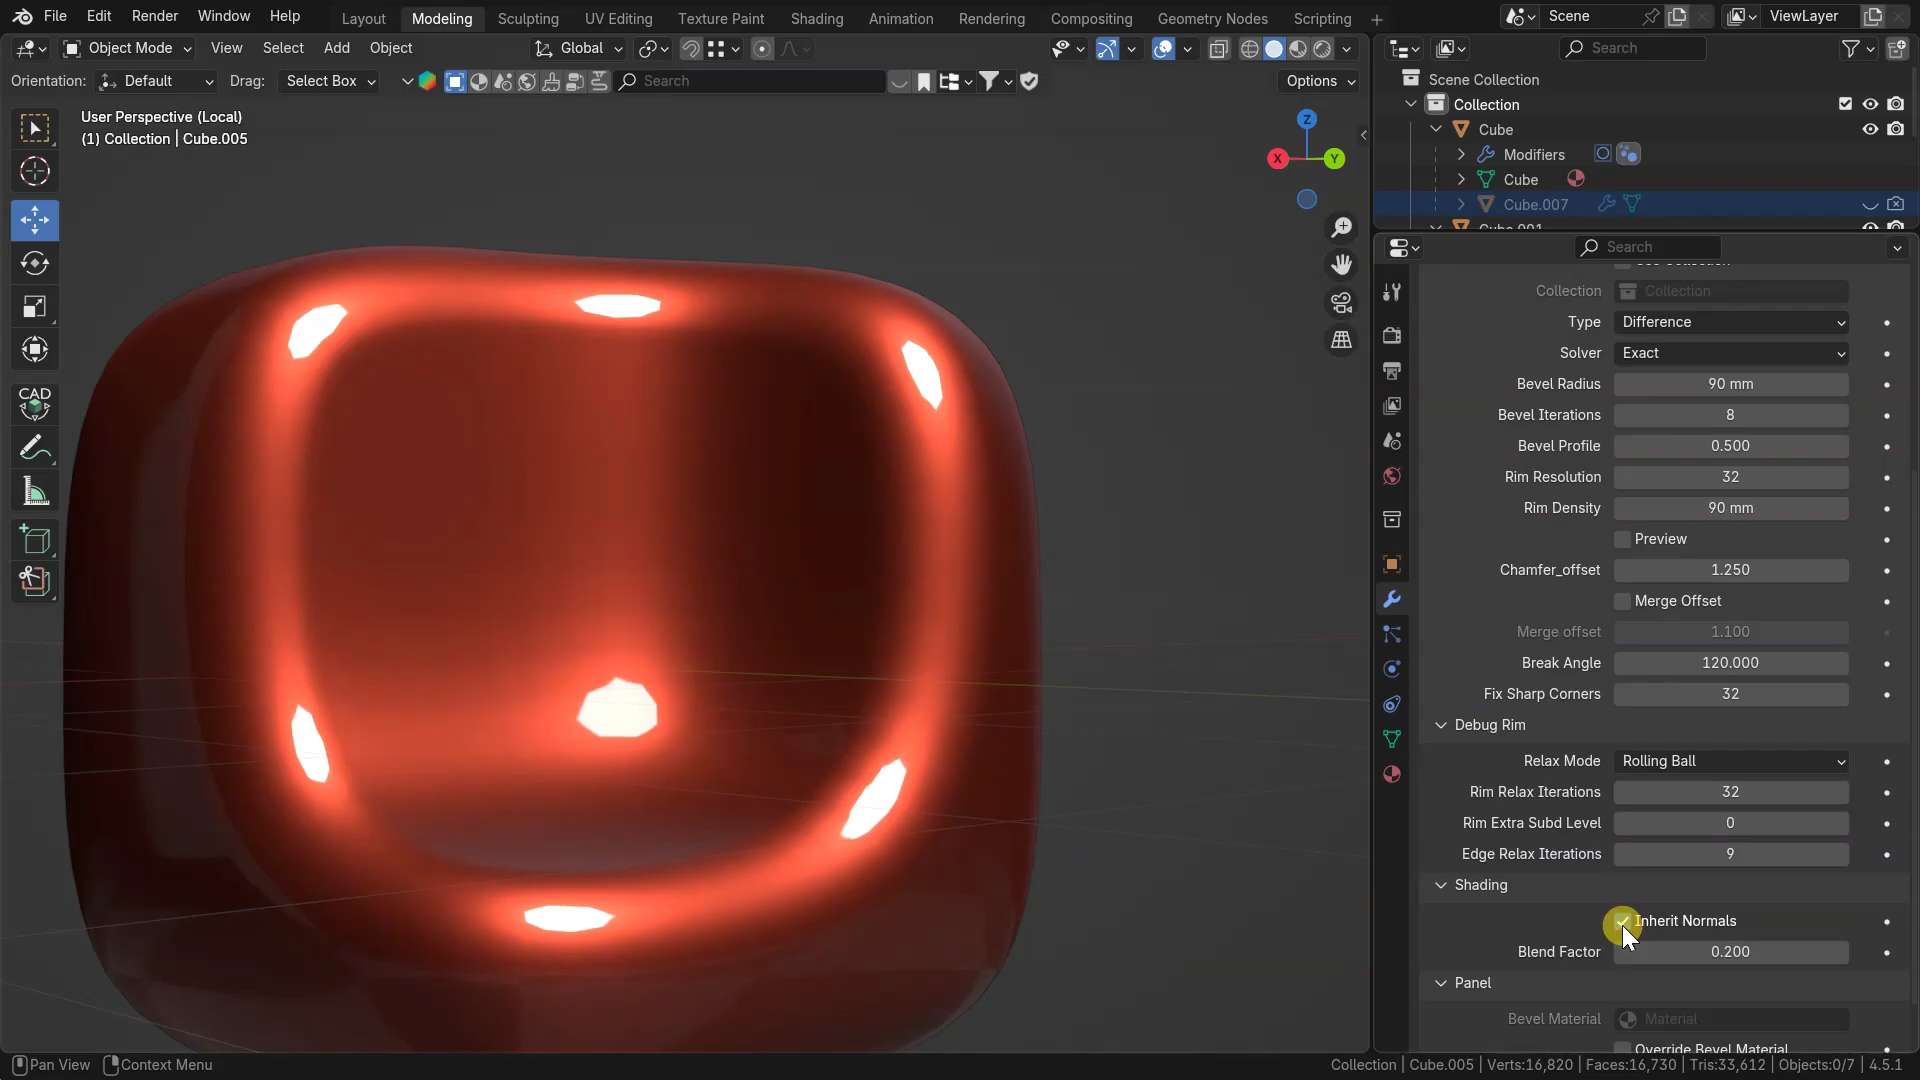 File Edit Render Window Help Layout Modeling Sculpting UV Editing Texture Paint Shading Animation Rendering Compositing Geometry Nodes Scripting + Scene ViewLayer
Object Mode View Select Add Object Global Search
Orientation: Default Drag: Select Box Search Options
Scene Collection
Collection
Cube
Modifiers
Cube
Cube.007
User Perspective (Local)
(1) Collection | Cube.005
Z
X
Y
CAD
Search
Collection Collection
Type Difference
Solver Exact
Bevel Radius 90 mm
Bevel Iterations 8
Bevel Profile 0.500
Rim Resolution 32
Rim Density 90 mm
Preview
Chamfer_offset 1.250
Merge Offset
Merge offset 1.100
Break Angle 120.000
Fix Sharp Corners 32
Debug Rim
Relax Mode Rolling Ball
Rim Relax Iterations 32
Rim Extra Subd Level 0
Edge Relax Iterations 9
Shading
Inherit Normals
Blend Factor 0.200
Panel
Bevel Material Material
Override Bevel Material
Pan View Context Menu
Collection | Cube.005 | Verts:16,820 | Faces:16,730 | Tris:33,612 | Objects:0/7 | 4.5.1